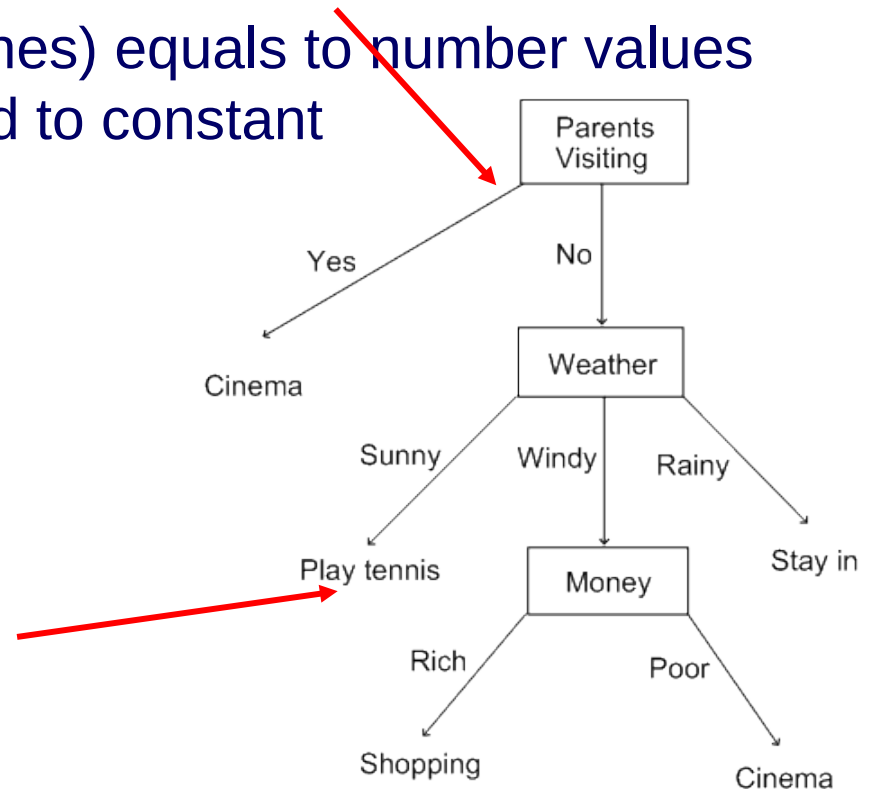 nes) equals to number values
d to constant
Parents
Visiting
Yes
No
Weather
Cinema
Sunny
Windy
Rainy
Play tennis
Money
Stay in
Rich
Poor
Shopping
Cinema